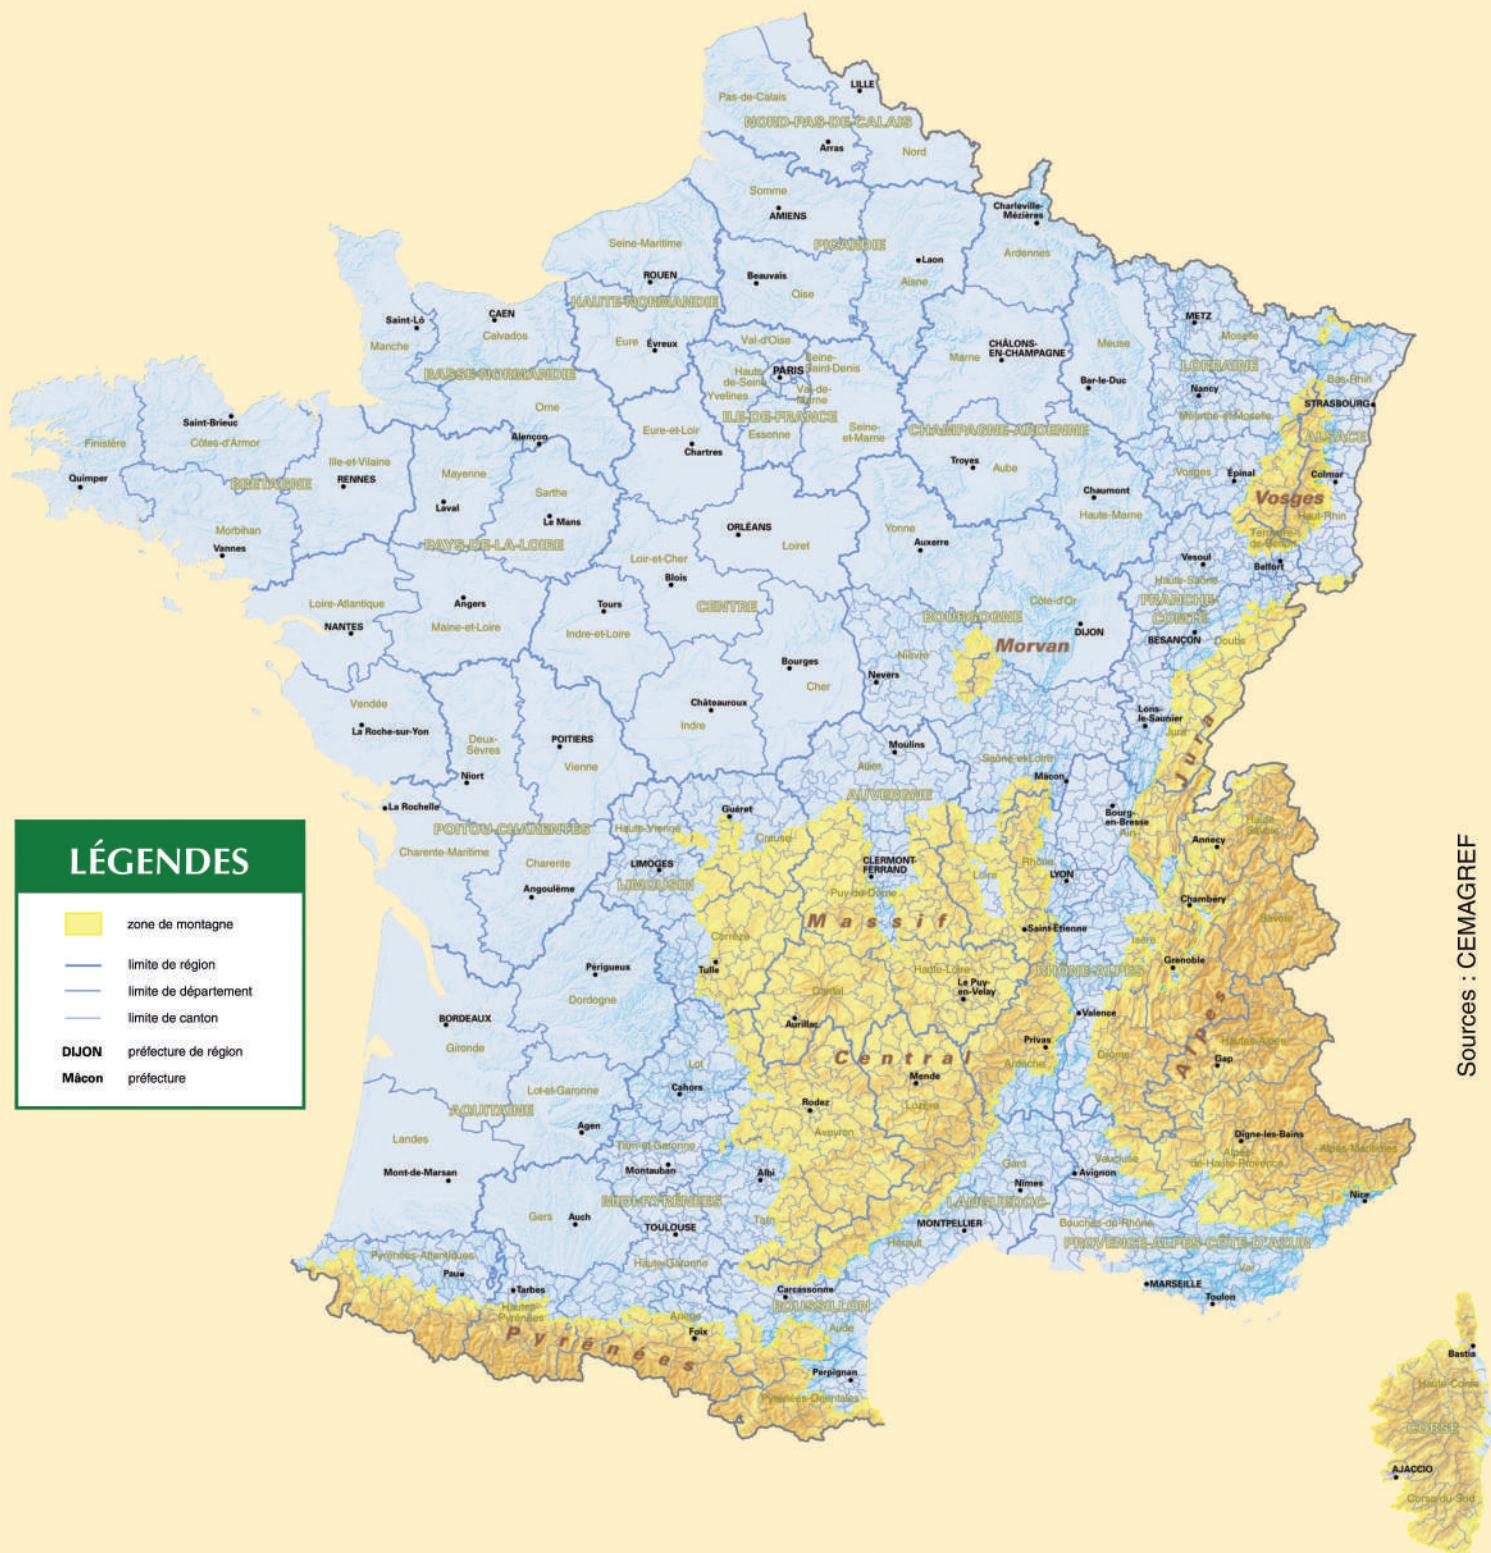 LILLE
Pas-de-Calais
NORD-PAS-DE-CALAIS
Arras
Nord
Somme
AMIENS
Charleville-
Mézières
PICARDIE
Seine-Maritime
Laon
Ardennes
ROUEN
Beauvais
Aisne
Oise
HAUTE-NORMANDIE
CAEN
Saint-Lô
METZ
Calvados
Manche
Eure
Évreux
Val-d'Oise
CHÂLONS-
EN-CHAMPAGNE
Marne
Meuse
Moselle
Seine-
Saint-Denis
LORRAINE
BASSE-NORMANDIE
Hauts
de-Seine
PARIS
Bar-le-Duc
Bas-Rhin
Yvelines
Val-de-
Marne
Nancy
STRASBOURG
Orne
ILE-DE-FRANCE
Meurthe-et-Moselle
Saint-Brieuc
Côtes-d'Armor
Finistère
Alençon
Eure-et-Loir
Essonne
Seine-
et-Marne
CHAMPAGNE-ARDENNE
ALSACE
Chartres
Ille-et-Vilaine
Troyes
Aube
Quimper
BRETAGNE
RENNES
Mayenne
Vosges
Épinal
Colmar
Sarthe
Chaumont
Vosges
Laval
Le Mans
Haute-Marne
Haut-Rhin
Morbihan
ORLÉANS
Yonne
Vannes
PAYS-DE-LA-LOIRE
Loiret
Auxerre
Territoire-
de-Belfort
Loir-et-Cher
Vesoul
Belfort
Blois
Haute-Saône
Loire-Atlantique
Angers
Tours
CENTRE
Côte-d'Or
FRANCHE-
COMTÉ
NANTES
Maine-et-Loire
Indre-et-Loire
BOURGOGNE
DIJON
BESANÇON
Doubs
Morvan
Nièvre
Bourges
Nevers
Cher
Vendée
Châteauroux
Lons-
le-Saunier
La Roche-sur-Yon
Indre
Jura
Deux-
Sèvres
POITIERS
Moulins
Jura
Vienne
Allier
Saône-et-Loire
Niort
Mâcon
La Rochelle
AUVERGNE
Guéret
Bourg-
en-Bresse
Ain
POITOU-CHARENTES
Haute-Vienne
Creuse
Haute
Savoie
Annecy
Charente-Maritime
Charente
LIMOGES
CLERMONT-
FERRAND
Rhône
Loire
LYON
Angoulême
LIMOUSIN
Puy-de-Dôme
Chambéry
Massif
Savoie
Saint-Étienne
Corrèze
Isère
Périgueux
Tulle
Haute-Loire
RHÔNE-ALPES
Grenoble
Dordogne
Cantal
Le Puy-
en-Velay
BORDEAUX
Aurillac
Valence
Gironde
Privas
Hautes-Alpes
Alpes
Central
Drôme
Gap
Lot
Ardèche
Mende
Lot-et-Garonne
Cahors
Rodez
Lozère
AQUITAINE
Agen
Aveyron
Landes
Tarn-et-Garonne
Digne-les-Bains
Alpes-
de-Haute-Provence
Alpes-Maritimes
Mont-de-Marsan
Montauban
Albi
Gard
Vaucluse
Avignon
Nîmes
MIDI-PYRÉNÉES
LANGUEDOC-
Nice
Gers
Auch
Tarn
TOULOUSE
MONTPELLIER
Bouches-de-Rhône
Hérault
PROVENCE-ALPES-CÔTE-D'AZUR
Pyrénées-Atlantiques
Haute-Garonne
Var
Pau
Tarbes
Carcassonne
MARSEILLE
Toulon
ROUSSILLON
Hautes
Pyrénées
Ariège
Aude
Foix
Pyrénées
Perpignan
Pyrénées-Orientales
Bastia
Haute-Corse
CORSE
AJACCIO
Corse-du-Sud
LÉGENDES
zone de montagne
limite de région
limite de département
limite de canton
DIJON préfecture de région
Mâcon préfecture
Sources : CEMAGREF